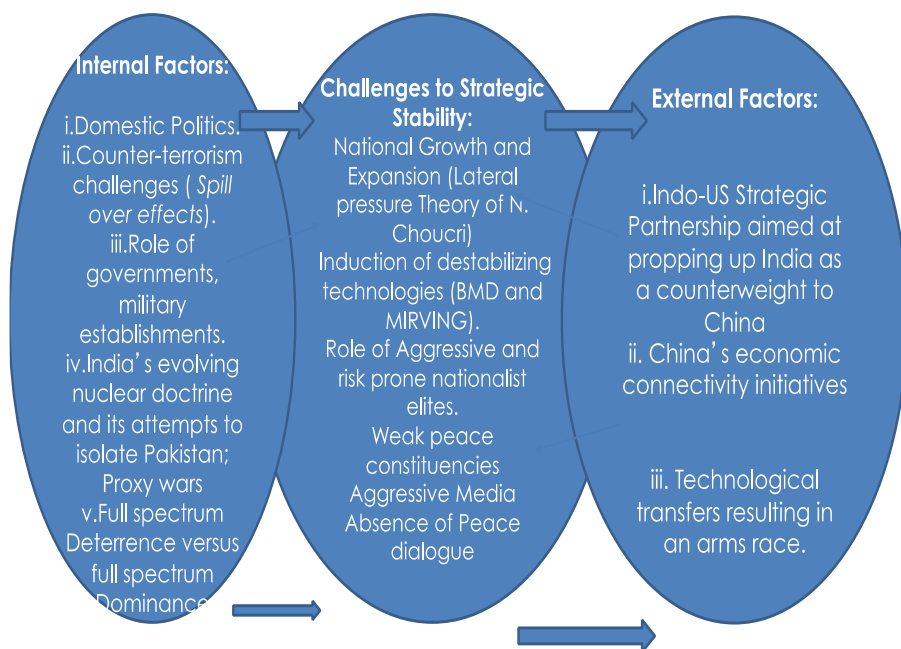 Internal Factors:
i.Domestic Politics.
ii.Counter-terrorism
challenges ( Spill
over effects).
iii.Role of
governments,
military
establishments.
iv.India's evolving
nuclear doctrine
and its attempts to
isolate Pakistan;
Proxy wars
v.Full spectrum
Deterrence versus
full spectrum
Dominance
Challenges to Strategic
Stability:
National Growth and
Expansion (Lateral
pressure Theory of N.
Choucri)
Induction of destabilizing
technologies (BMD and
MIRVING).
Role of Aggressive and
risk prone nationalist
elites.
Weak peace
constituencies
Aggressive Media
Absence of Peace
dialogue
External Factors:
i.Indo-US Strategic
Partnership aimed at
propping up India as
a counterweight to
China
ii. China's economic
connectivity initiatives
iii. Technological
transfers resulting in
an arms race.